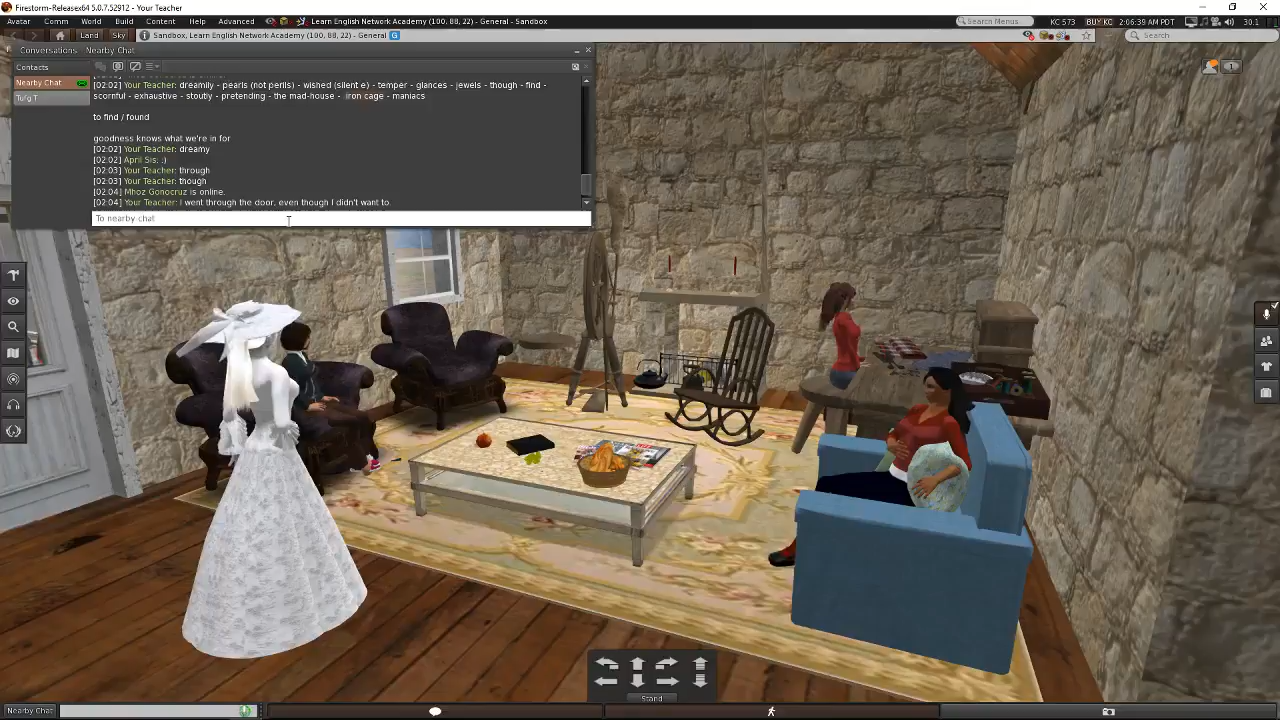 Firestorm-Releasex64 5.0.7.52912 - Your Teacher
Avatar Comm World Build Content Help Advanced Learn English Network Academy (100, 88, 22) - General - Sandbox Search Menus KC 573 BUY KC 2:06:39 AM PDT 30.1
Land Sky Sandbox, Learn English Network Academy (100, 88, 22) - General G Search
Conversations Nearby Chat
Contacts
Nearby Chat
Tufg T
[02:02] Your Teacher: dreamily - pearls (not perils) - wished (silent e) - temper - glances - jewels - though - find -
scornful - exhaustive - stoutly - pretending - the mad-house - iron cage - maniacs
to find / found
goodness knows what we're in for
[02:02] Your Teacher: dreamy
[02:02] April Sis: :)
[02:03] Your Teacher: through
[02:03] Your Teacher: though
[02:04] Mhoz Gonocruz is online.
[02:04] Your Teacher: I went through the door, even though I didn't want to.
To nearby chat
1
Stand
Nearby Chat